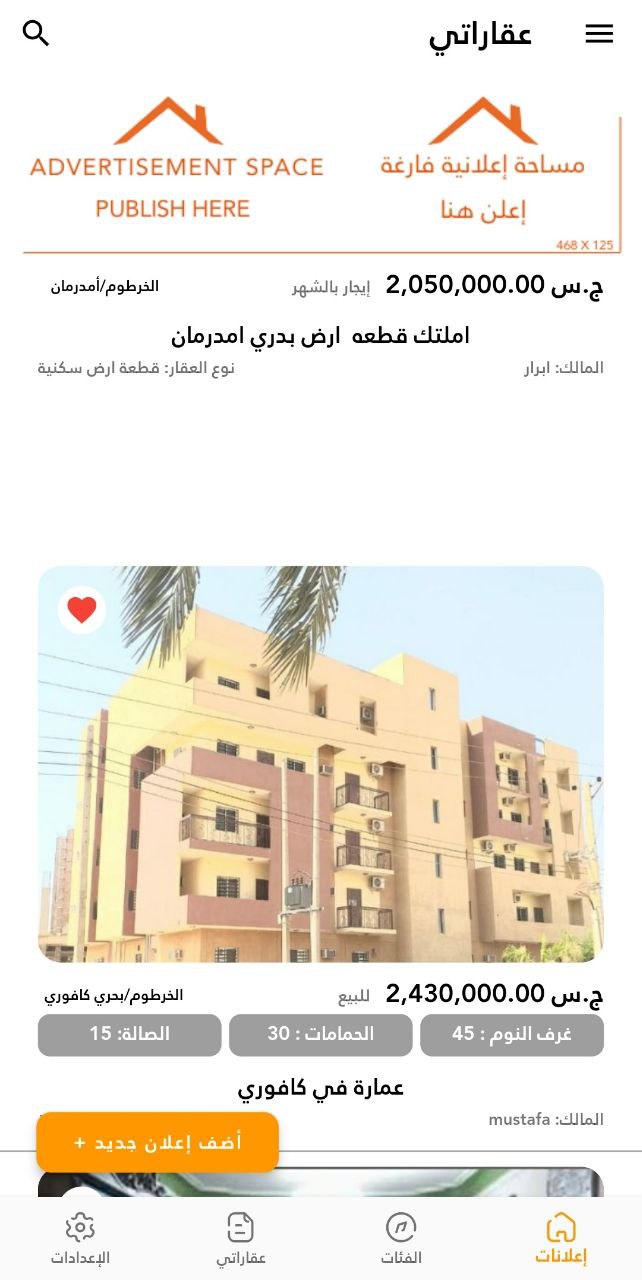 عقاراتي
مساحة إعلانية فارغة
إعلن هنا
ADVERTISEMENT SPACE
PUBLISH HERE
468 X 125
ج.س 2,050,000.00 إيجار بالشهر الخرطوم/أمدرمان
املتك قطعه ارض بدري امدرمان
المالك: ابرار نوع العقار: قطعة ارض سكنية
ج.س 2,430,000.00 للبيع الخرطوم/بحري كافوري
غرف النوم : 45 الحمامات : 30 الصالة: 15
عمارة في كافوري
المالك: mustafa
أضف إعلان جديد +
إعلانات الفئات عقاراتي الإعدادات